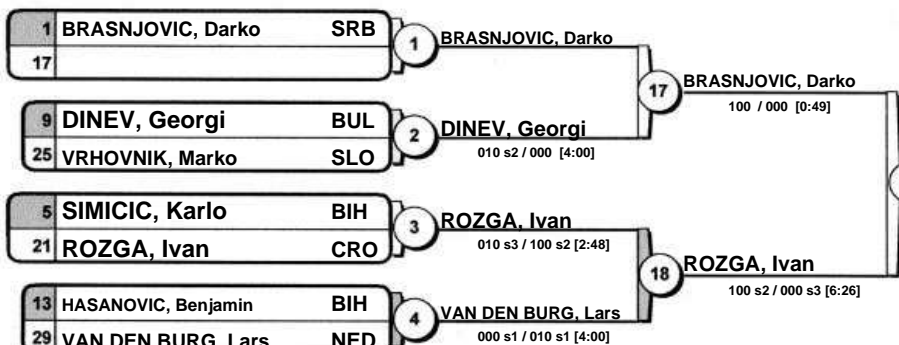 1 BRASNJOVIC, Darko SRB
17
1 BRASNJOVIC, Darko
9 DINEV, Georgi BUL
25 VRHOVNIK, Marko SLO
2 DINEV, Georgi
010 s2 / 000 [4:00]
17 BRASNJOVIC, Darko
100 / 000 [0:49]
5 SIMICIC, Karlo BIH
21 ROZGA, Ivan CRO
3 ROZGA, Ivan
010 s3 / 100 s2 [2:48]
13 HASANOVIC, Benjamin BIH
29 VAN DEN BURG, Lars NED
4 VAN DEN BURG, Lars
000 s1 / 010 s1 [4:00]
18 ROZGA, Ivan
100 s2 / 000 s3 [6:26]